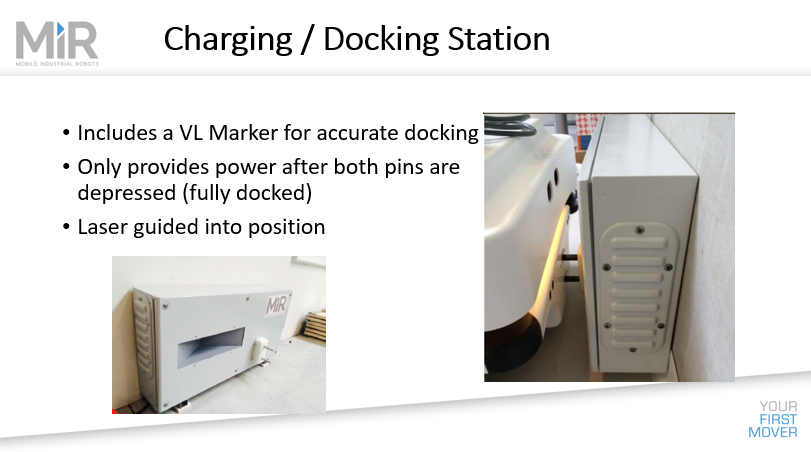 MiR
MOBILE INDUSTRIAL ROBOTS
Charging / Docking Station
• Includes a VL Marker for accurate docking
• Only provides power after both pins are
depressed (fully docked)
• Laser guided into position
MiR
YOUR
FIRST
MOVER